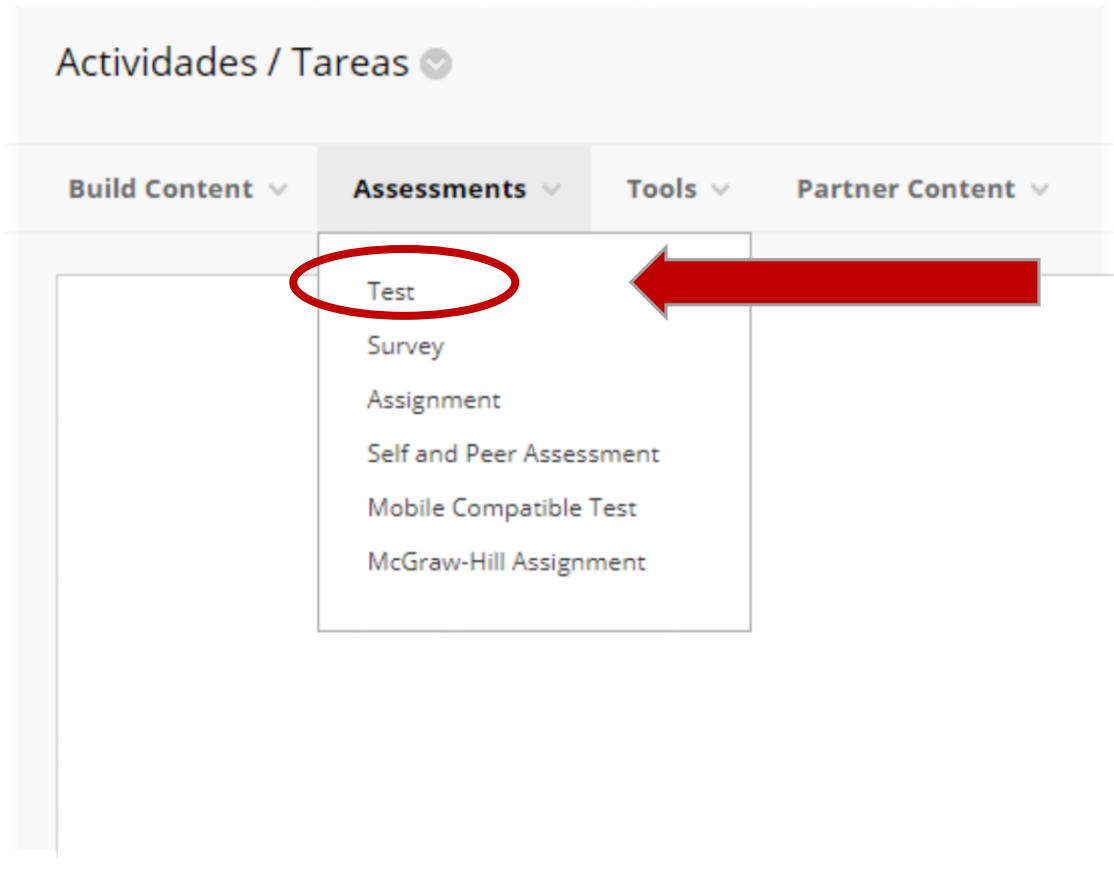 Actividades / Tareas
Build Content Assessments Tools Partner Content
Test
Survey
Assignment
Self and Peer Assessment
Mobile Compatible Test
McGraw-Hill Assignment